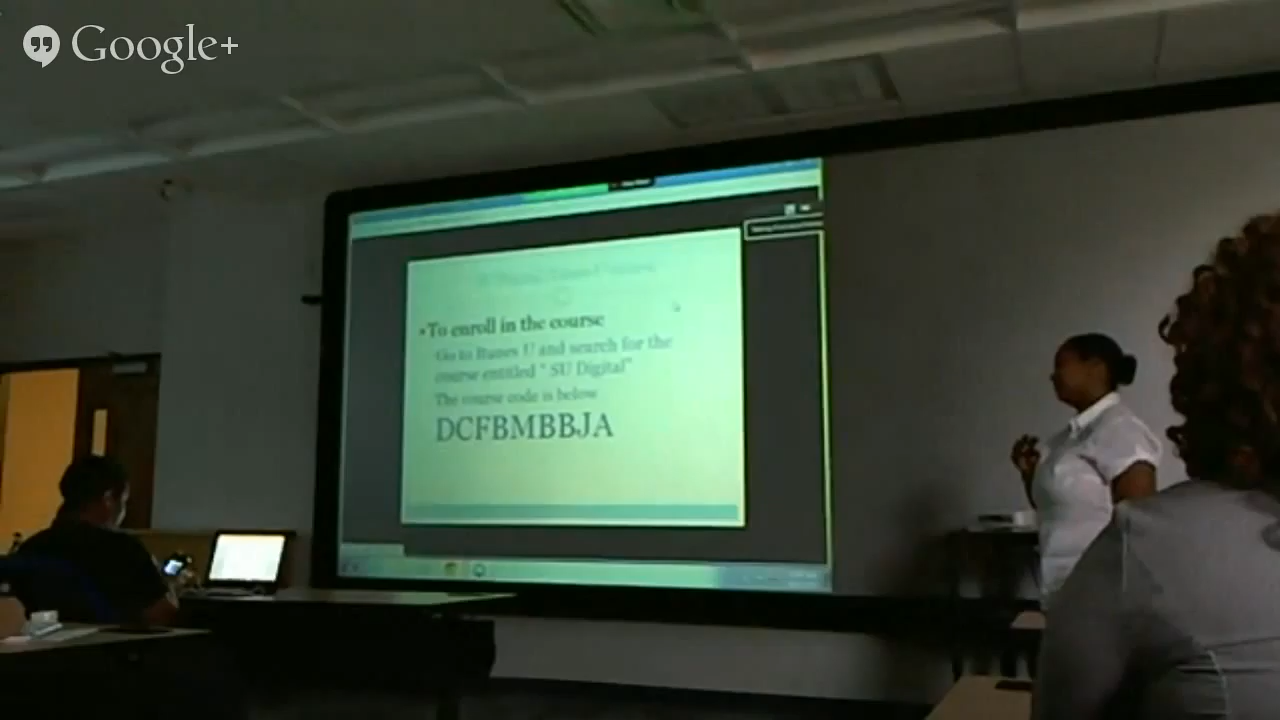 Google+
•To enroll in the course
Go to Itunes U and search for the
course entitled " SU Digital"
The course code is below
DCFBMBBJA